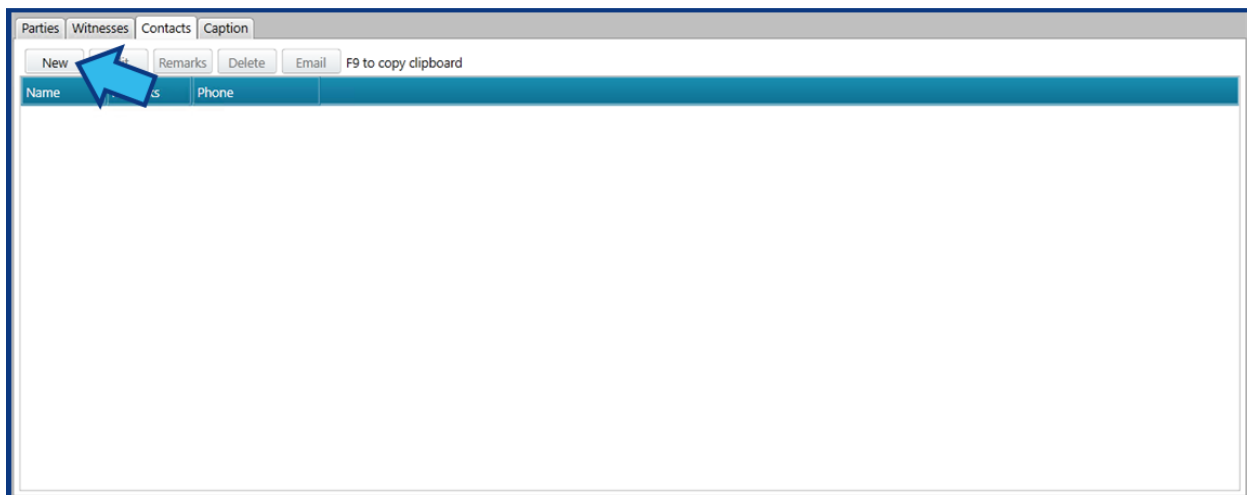 Parties Witnesses Contacts Caption
New Remarks Delete Email F9 to copy clipboard
Name Phone